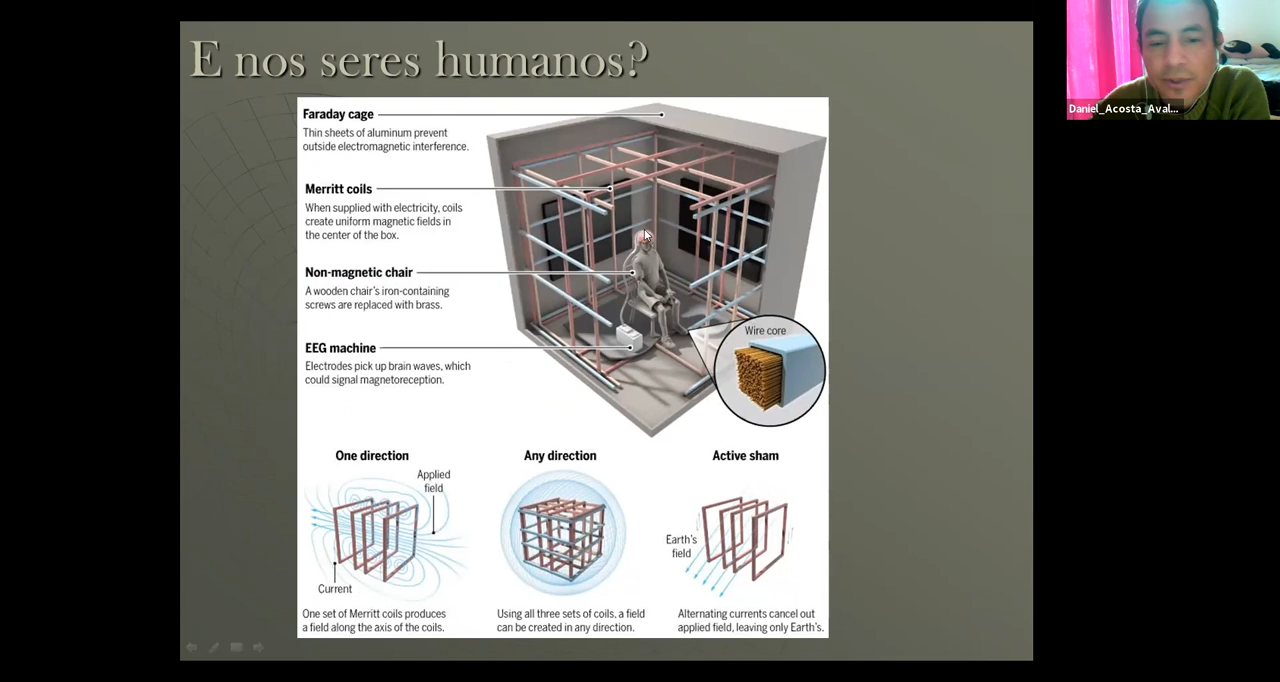 E nos seres humanos?
Daniel_Acosta_Aval...
Faraday cage
Thin sheets of aluminum prevent
outside electromagnetic interference.
Merritt coils
When supplied with electricity, coils
create uniform magnetic fields in
the center of the box.
Non-magnetic chair
A wooden chair's iron-containing
screws are replaced with brass.
EEG machine
Electrodes pick up brain waves, which
could signal magnetoreception.
Wire core
One direction
Applied
field
Current
One set of Merritt coils produces
a field along the axis of the coils.
Any direction
Using all three sets of coils, a field
can be created in any direction.
Active sham
Earth's
field
Alternating currents cancel out
applied field, leaving only Earth's.